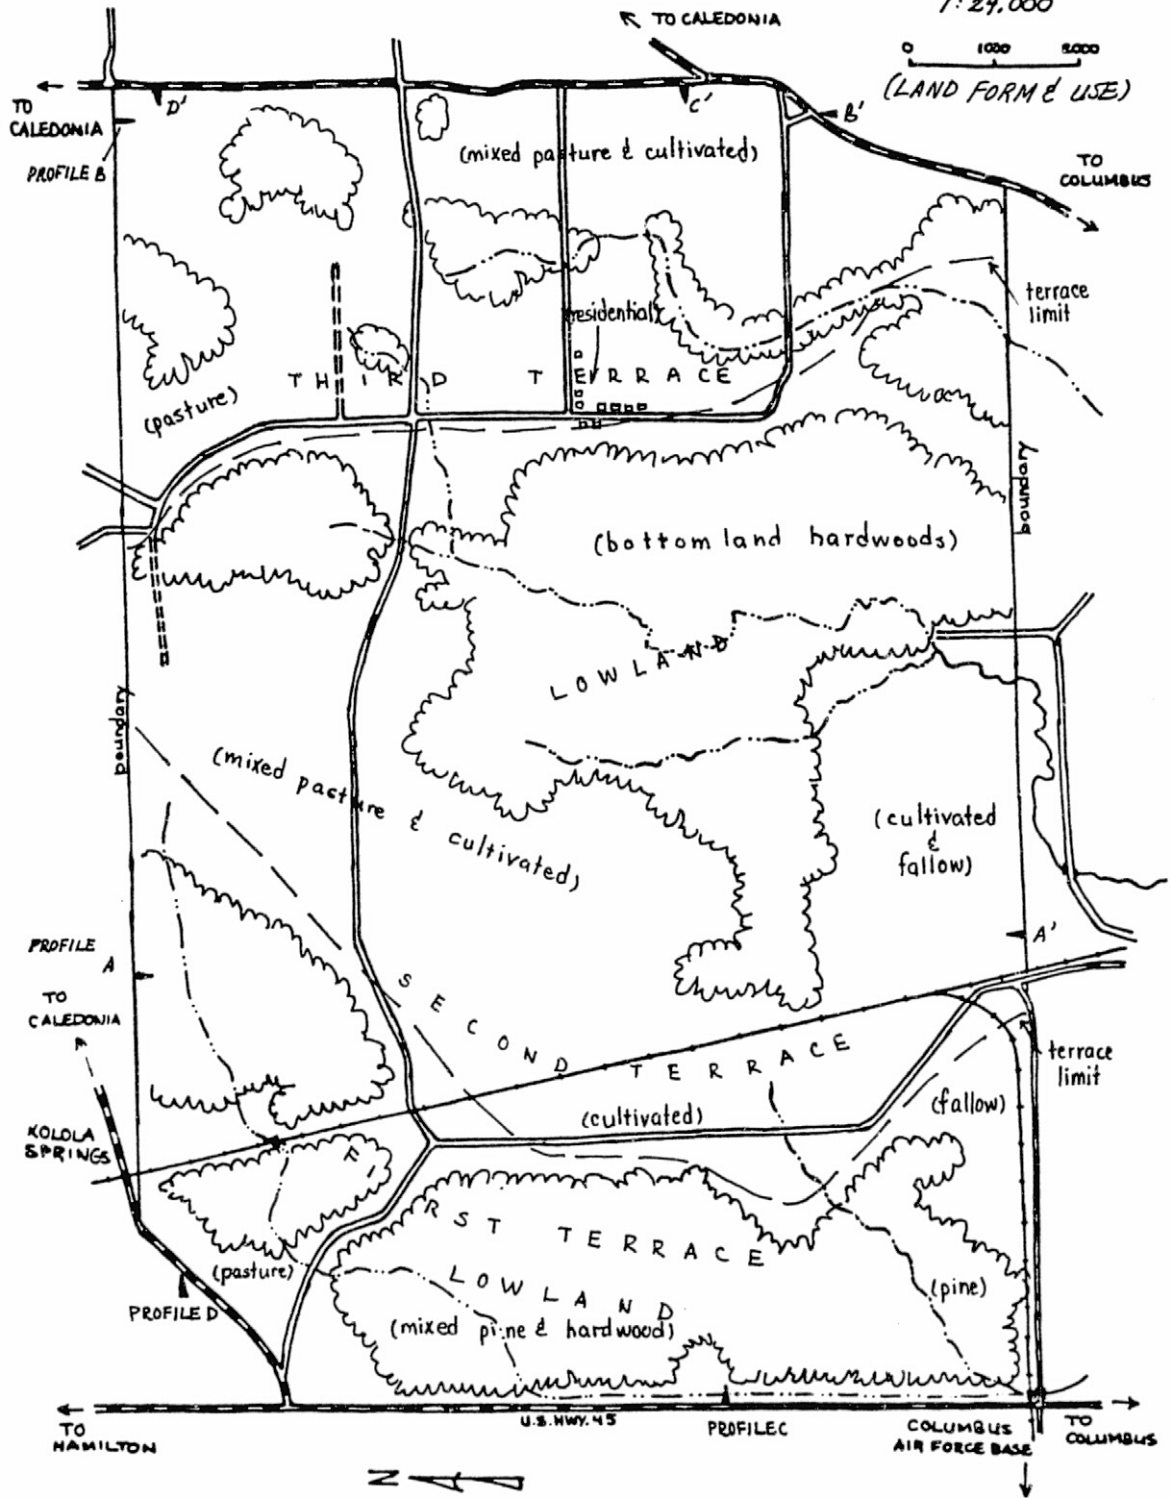 1:24,000
TO CALEDONIA
0 1000 2,000
(LAND FORM & USE)
TO
CALEDONIA
D'
C'
B'
PROFILE B
(mixed pasture & cultivated)
TO
COLUMBUS
terrace
limit
(residential)
THIRD TERRACE
(pasture)
boundary
(bottom land hardwoods)
LOWLAND
boundary
(mixed pasture & cultivated)
(cultivated
&
fallow)
PROFILE
A
A'
TO
CALEDONIA
SECOND TERRACE
terrace
limit
(cultivated)
(fallow)
KOLOLA
SPRINGS
FIRST TERRACE
(pasture)
LOWLAND
(pine)
PROFILE D
(mixed pine & hardwood)
TO
HAMILTON
U.S. HWY. 45
PROFILE C
COLUMBUS
AIR FORCE BASE
TO
COLUMBUS
N